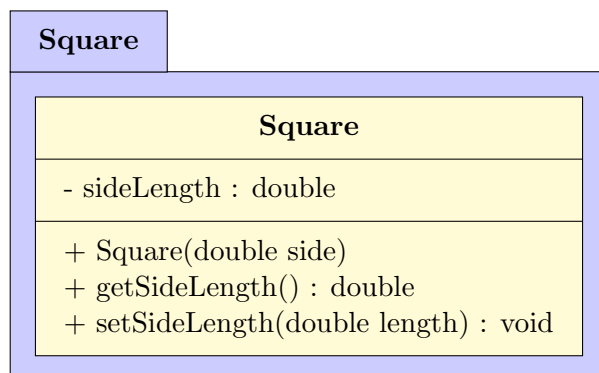 Square
Square
- sideLength : double
+ Square(double side)
+ getSideLength() : double
+ setSideLength(double length) : void